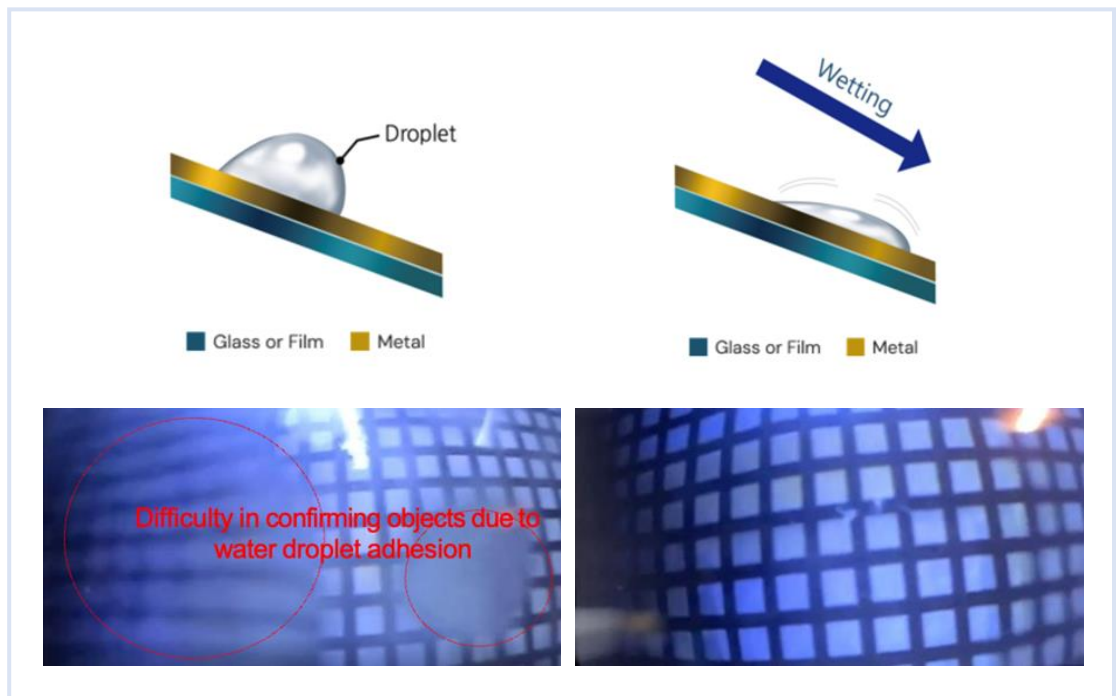 Droplet
Wetting
Glass or Film Metal
Glass or Film Metal
Difficulty in confirming objects due to
water droplet adhesion